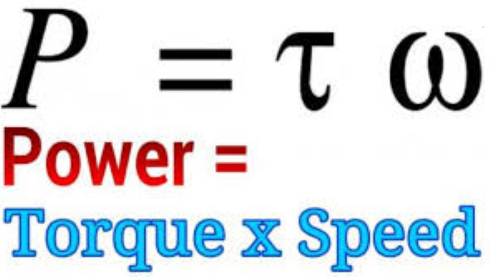 P = τ ω
Power =
Torque x Speed